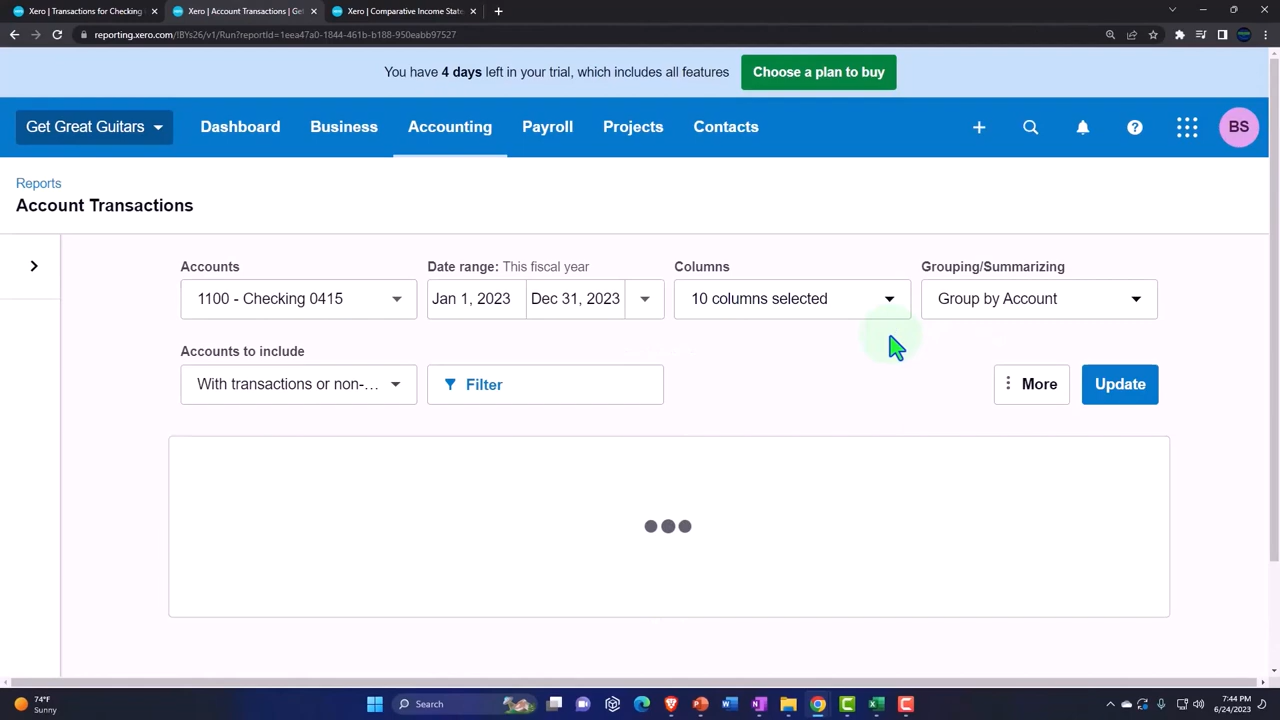 Xero | Transactions for Checking
Xero | Account Transactions | Get
Xero | Comparative Income State
reporting.xero.com/!BYs26/v1/Run?reportId=1eea47a0-1844-461b-b188-950eabb97527
You have 4 days left in your trial, which includes all features
Choose a plan to buy
Get Great Guitars
Dashboard
Business
Accounting
Payroll
Projects
Contacts
BS
Reports
Account Transactions
Accounts
Date range: This fiscal year
Columns
Grouping/Summarizing
1100 - Checking 0415
Jan 1, 2023
Dec 31, 2023
10 columns selected
Group by Account
Accounts to include
With transactions or non-...
Filter
More
Update
74°F
Sunny
Search
7:44 PM
6/24/2023